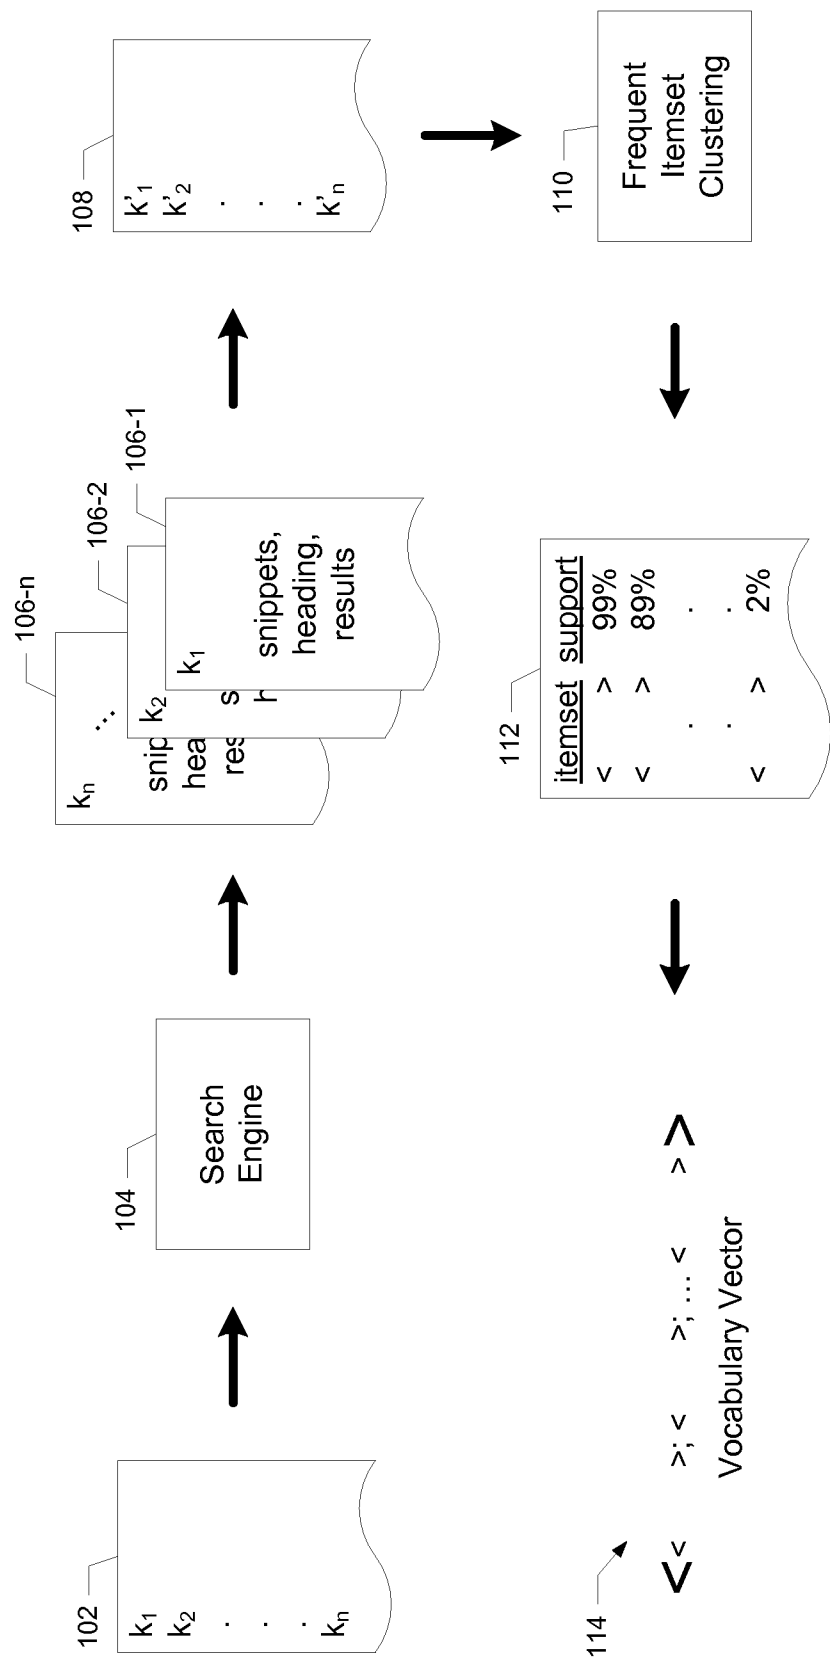 102
k1
k2
.
.
.
kn
104
Search
Engine
106-n
kn
...
snip
hea
res
106-2
k2
s
h
106-1
k1
snippets,
heading,
results
108
k'1
k'2
.
.
.
k'n
110
Frequent
Itemset
Clustering
112
itemset support
< > 99%
< > 89%
. .
. .
< > 2%
114
<< >; < >; ... < >>
Vocabulary Vector